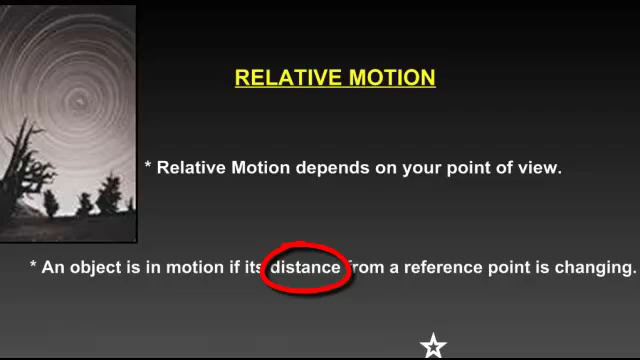 RELATIVE MOTION
* Relative Motion depends on your point of view.
* An object is in motion if its distance from a reference point is changing.